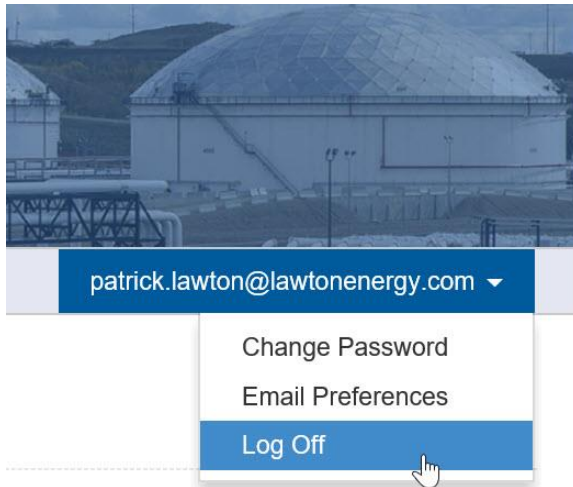 patrick.lawton@lawtonenergy.com
Change Password
Email Preferences
Log Off